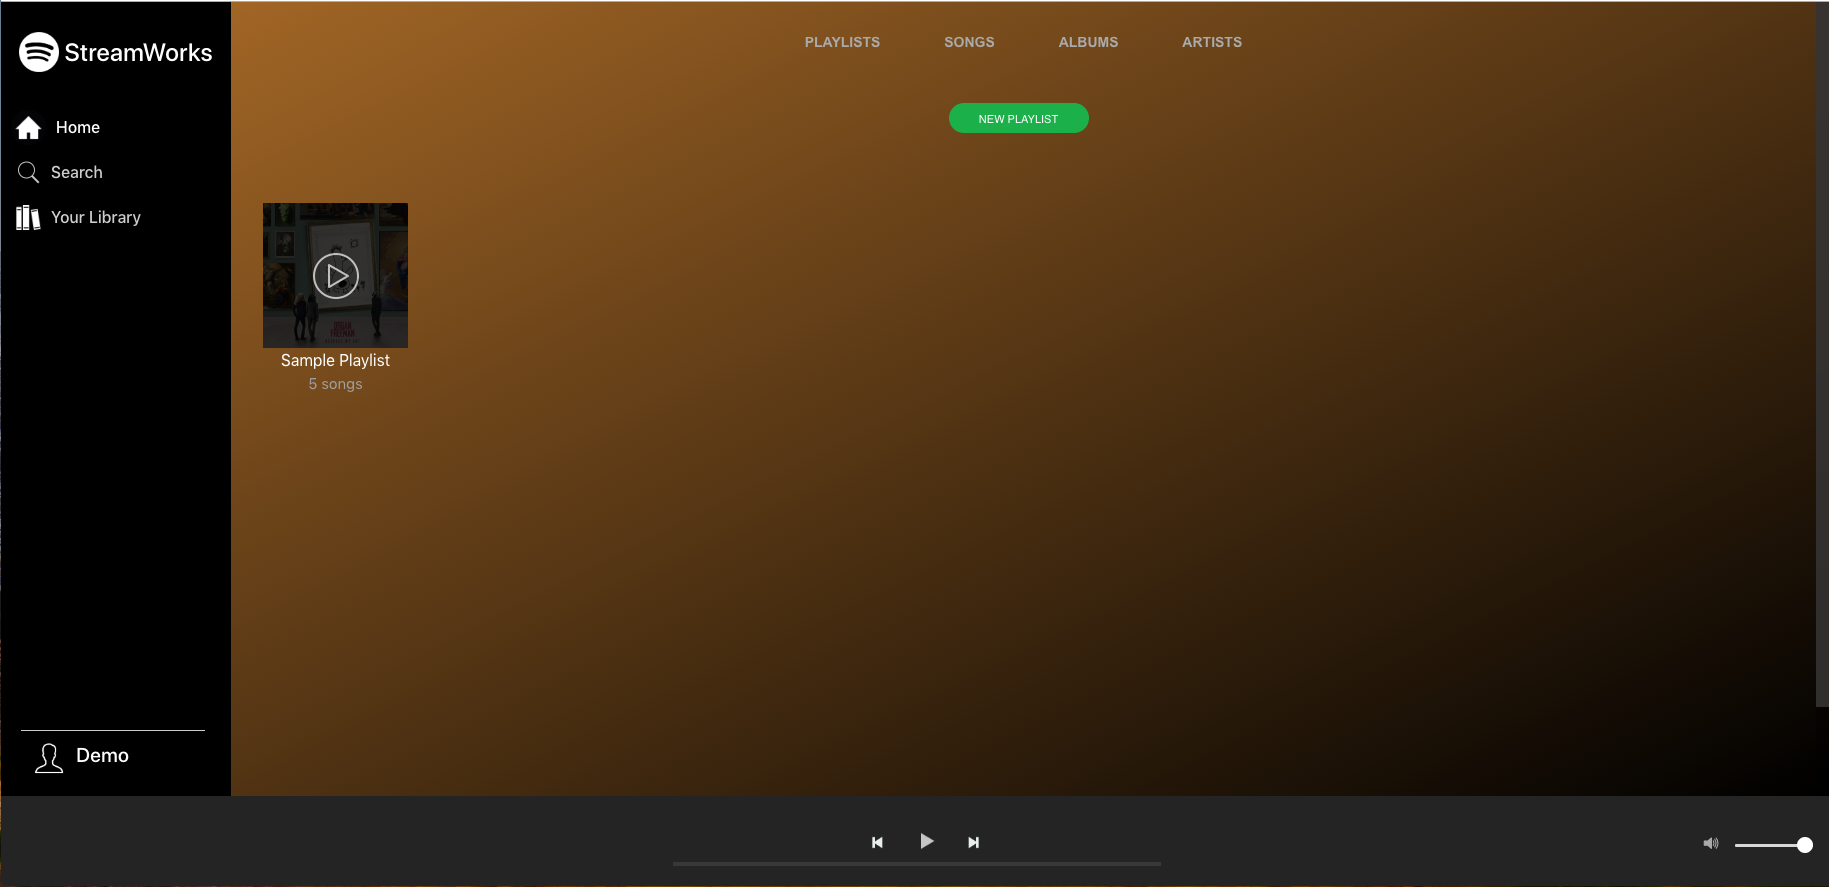 StreamWorks
Home
Search
Your Library
Demo
PLAYLISTS SONGS ALBUMS ARTISTS
NEW PLAYLIST
Sample Playlist
5 songs